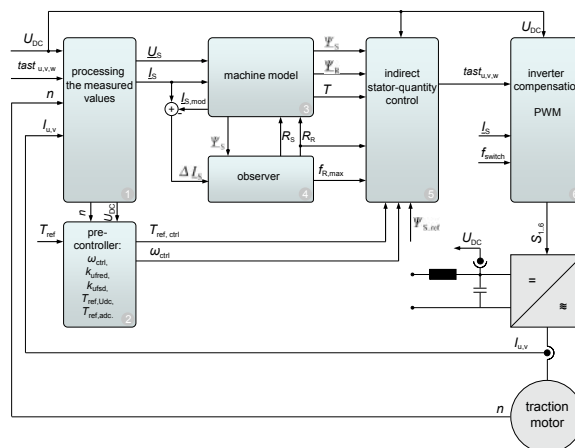 U_DC
tast_u,v,w
n
I_u,v
processing
the measured
values
1
U_S
I_S
I_S,mod
+
-
ΔI_S
machine model
3
Ψ_S
Ψ_R
T
Ψ_S
R_S
R_R
observer
4
f_R,max
indirect
stator-quantity
control
5
tast_u,v,w
U_DC
I_S
f_switch
inverter
compensation
PWM
6
n
U_DC
T_ref
pre-
controller:
ω_ctrl,
k_ufred,
k_ufsd,
T_ref,Udc,
T_ref,adc.
2
T_ref, ctrl
ω_ctrl
Ψ_S,ref
U_DC
S_1..6
=
≋
I_u,v
n
traction
motor